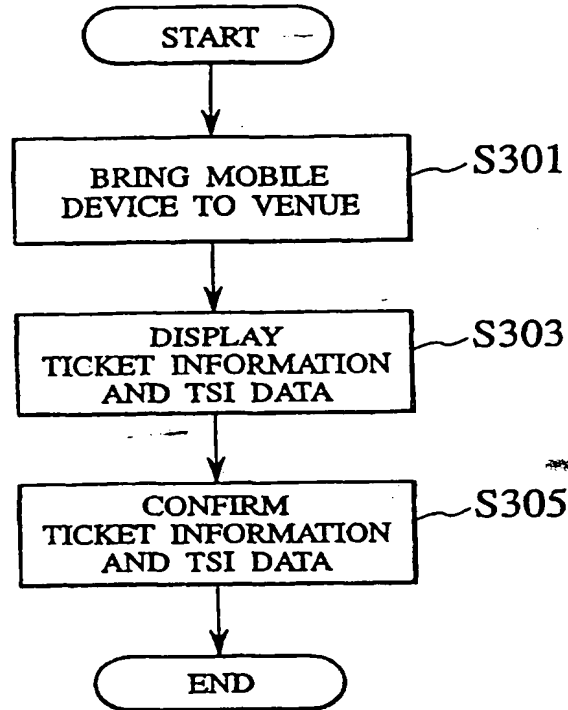 START
BRING MOBILE
DEVICE TO VENUE
S301
DISPLAY
TICKET INFORMATION
AND TSI DATA
S303
CONFIRM
TICKET INFORMATION
AND TSI DATA
S305
END